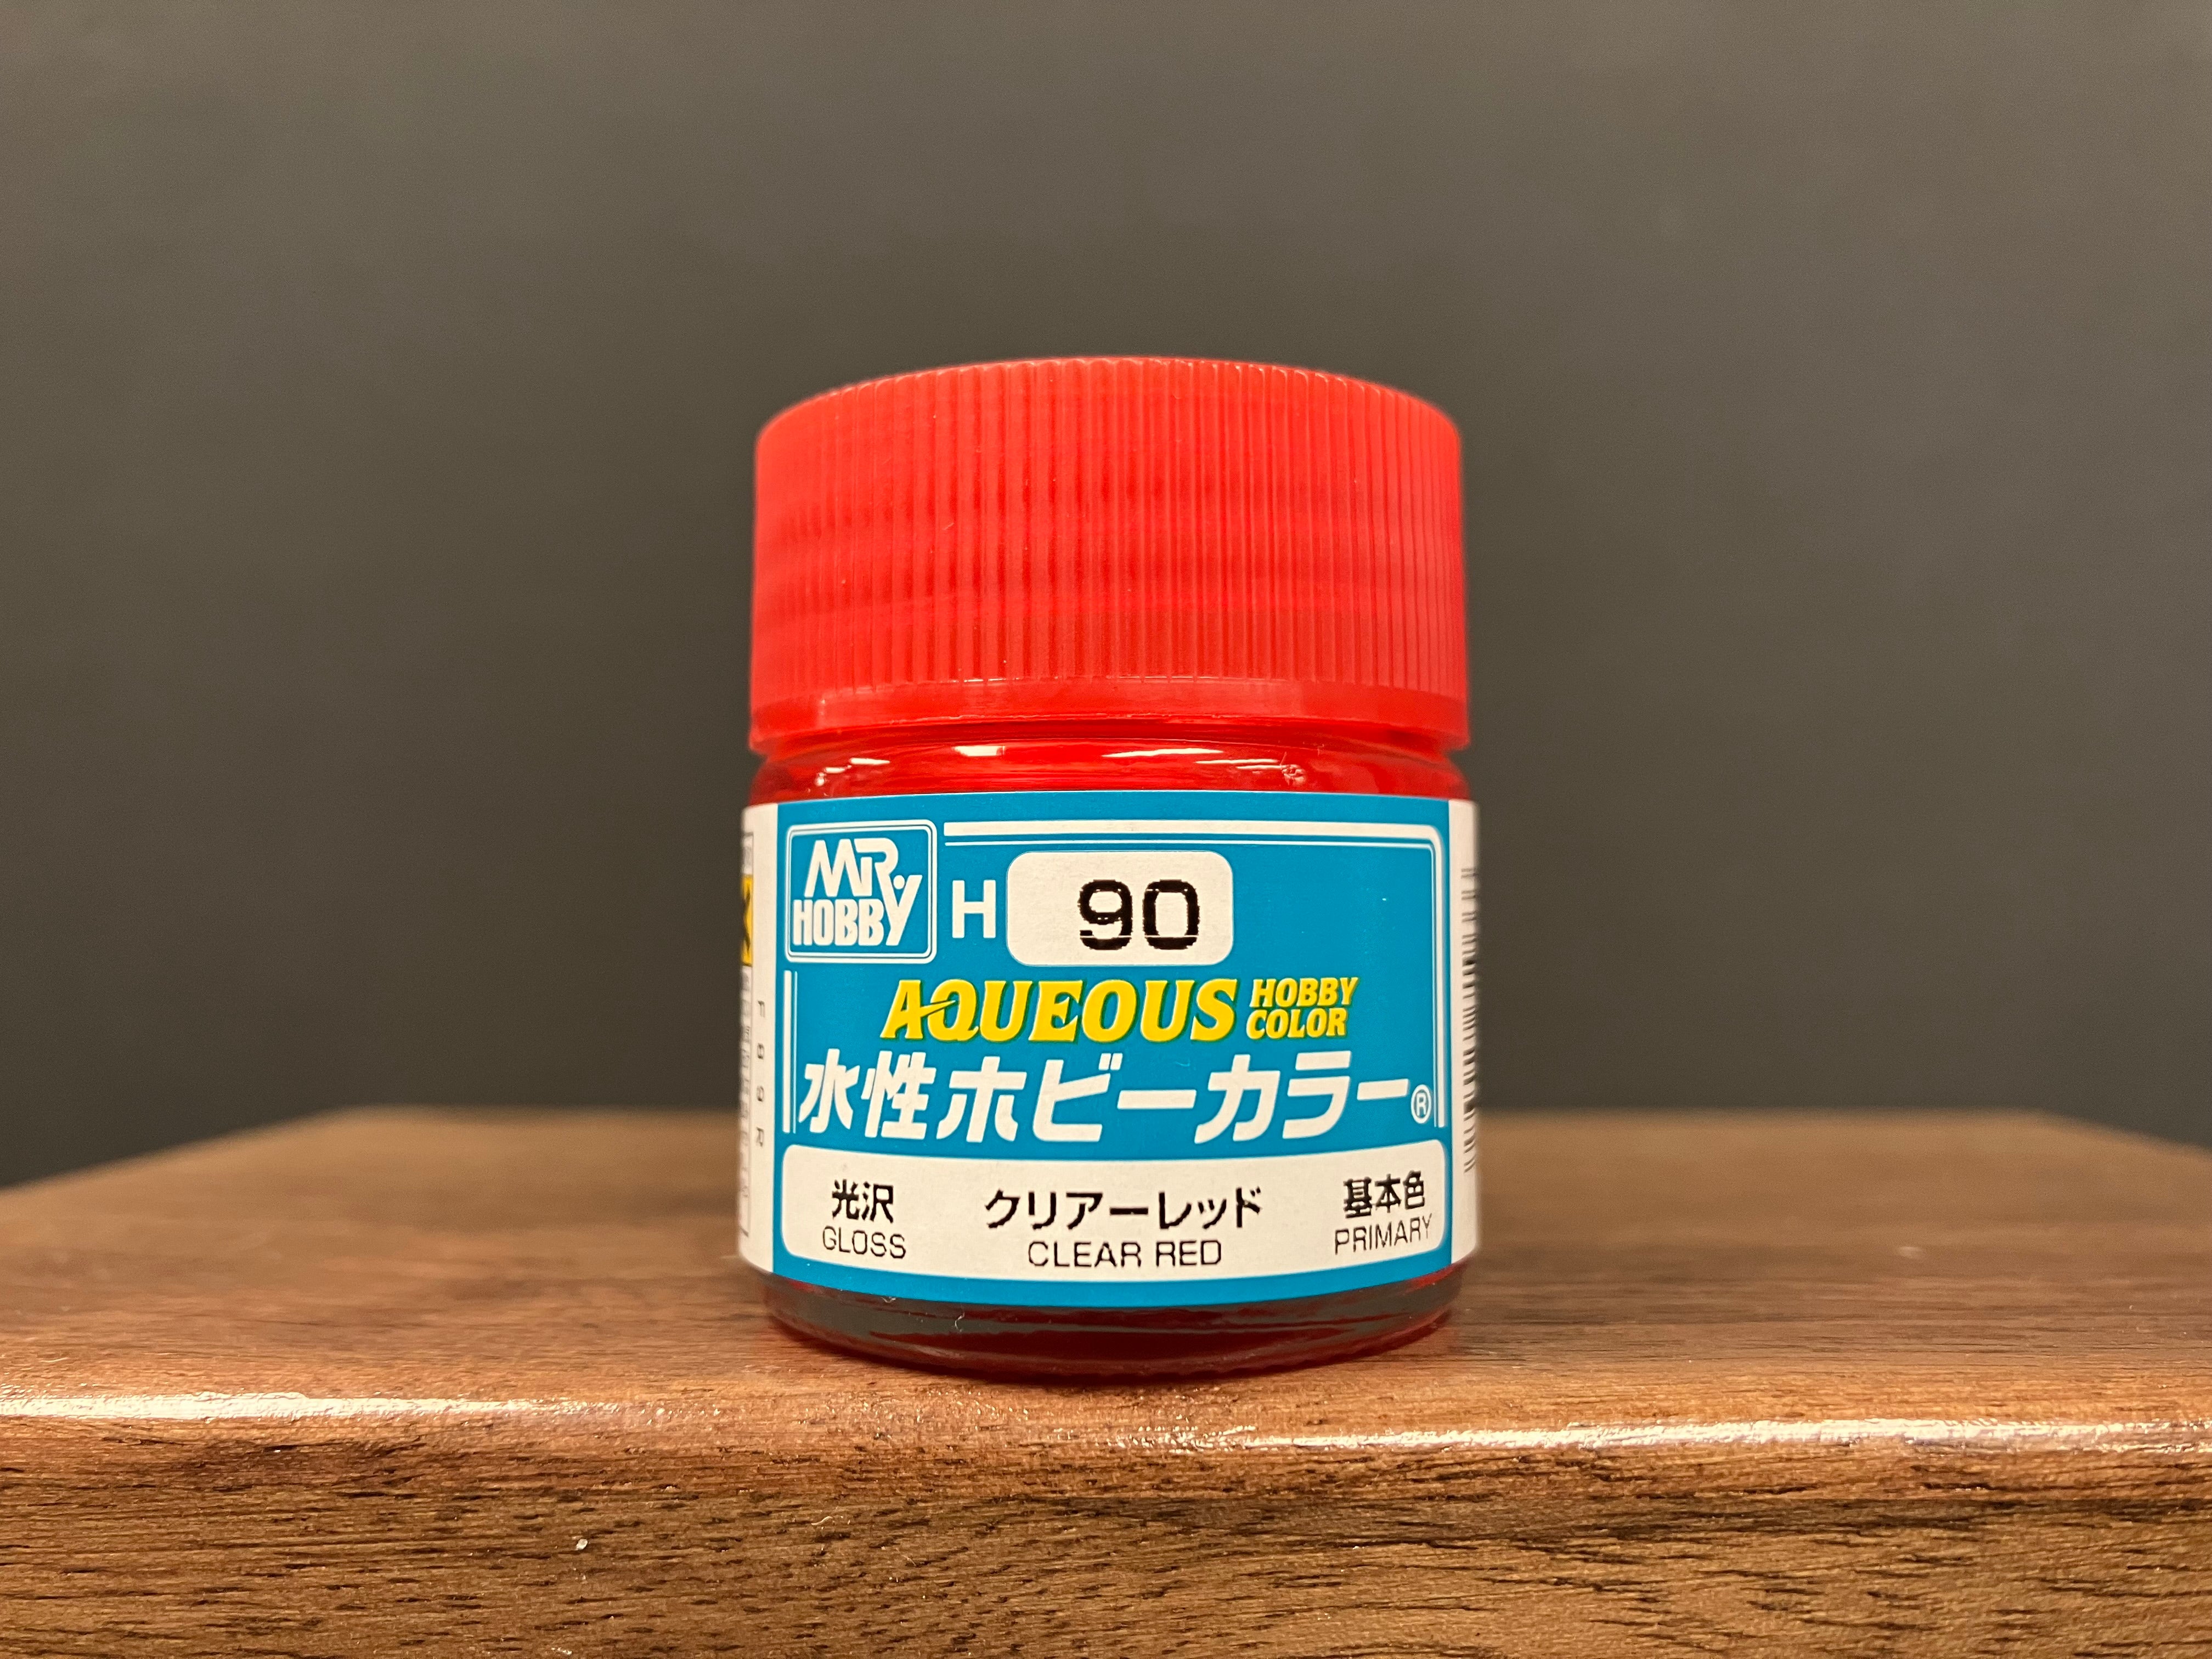 MR.
HOBBY
H 90
AQUEOUS HOBBY COLOR
水性ホビーカラー®
光沢 クリアーレッド 基本色
GLOSS CLEAR RED PRIMARY